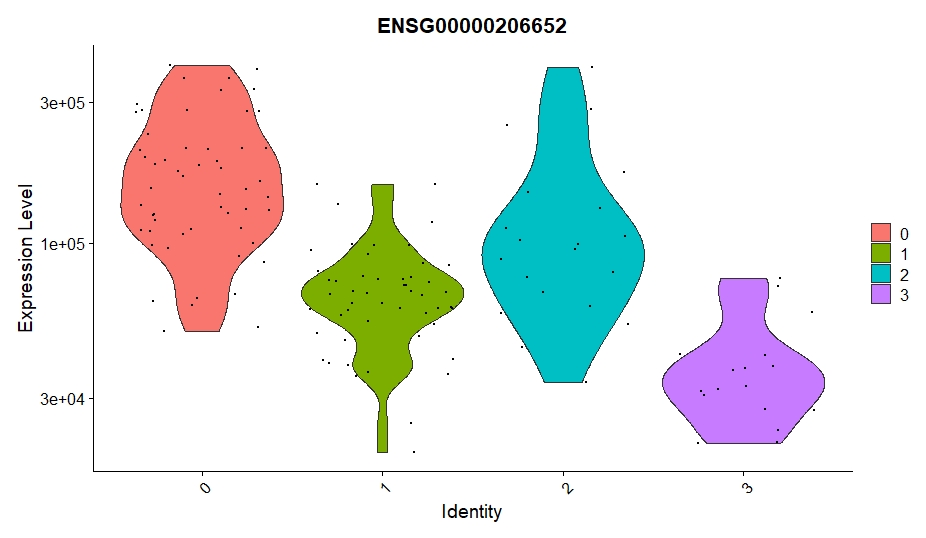 ENSG00000206652
Expression Level
3e+05
1e+05
3e+04
0
1
2
3
Identity
0
1
2
3